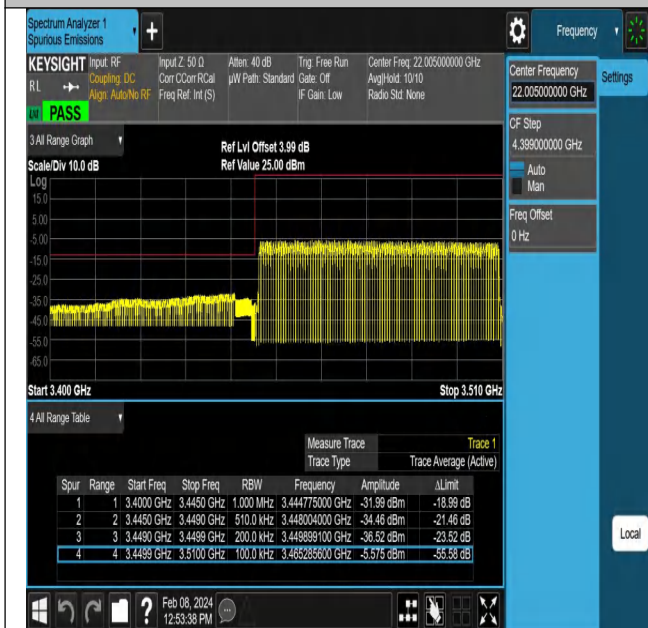 Spectrum Analyzer 1
Spurious Emissions
+
Frequency
KEYSIGHT Input: RF Input Z: 50 Ω Atten: 40 dB Trig: Free Run Center Freq: 22.005000000 GHz
RL Coupling: DC Corr CCorr RCal µW Path: Standard Gate: Off Avg|Hold: 10/10
Align: Auto/No RF Freq Ref: Int (S) IF Gain: Low Radio Std: None
PASS
Center Frequency
22.005000000 GHz
Settings
CF Step
4.399000000 GHz
Auto
Man
Freq Offset
0 Hz
3 All Range Graph
Ref Lvl Offset 3.99 dB
Scale/Div 10.0 dB Ref Value 25.00 dBm
Log
15.0
5.00
-5.00
-15.0
-25.0
-35.0
-45.0
-55.0
-65.0
Start 3.400 GHz Stop 3.510 GHz
4 All Range Table
Measure Trace Trace 1
Trace Type Trace Average (Active)
Spur Range Start Freq Stop Freq RBW Frequency Amplitude ΔLimit
1 1 3.4000 GHz 3.4450 GHz 1.000 MHz 3.444775000 GHz -31.99 dBm -18.99 dB
2 2 3.4450 GHz 3.4490 GHz 510.0 kHz 3.448004000 GHz -34.46 dBm -21.46 dB
3 3 3.4490 GHz 3.4499 GHz 200.0 kHz 3.449899100 GHz -36.52 dBm -23.52 dB
4 4 3.4499 GHz 3.5100 GHz 100.0 kHz 3.465285600 GHz -5.575 dBm -55.58 dB
Local
? Feb 08, 2024
12:53:38 PM